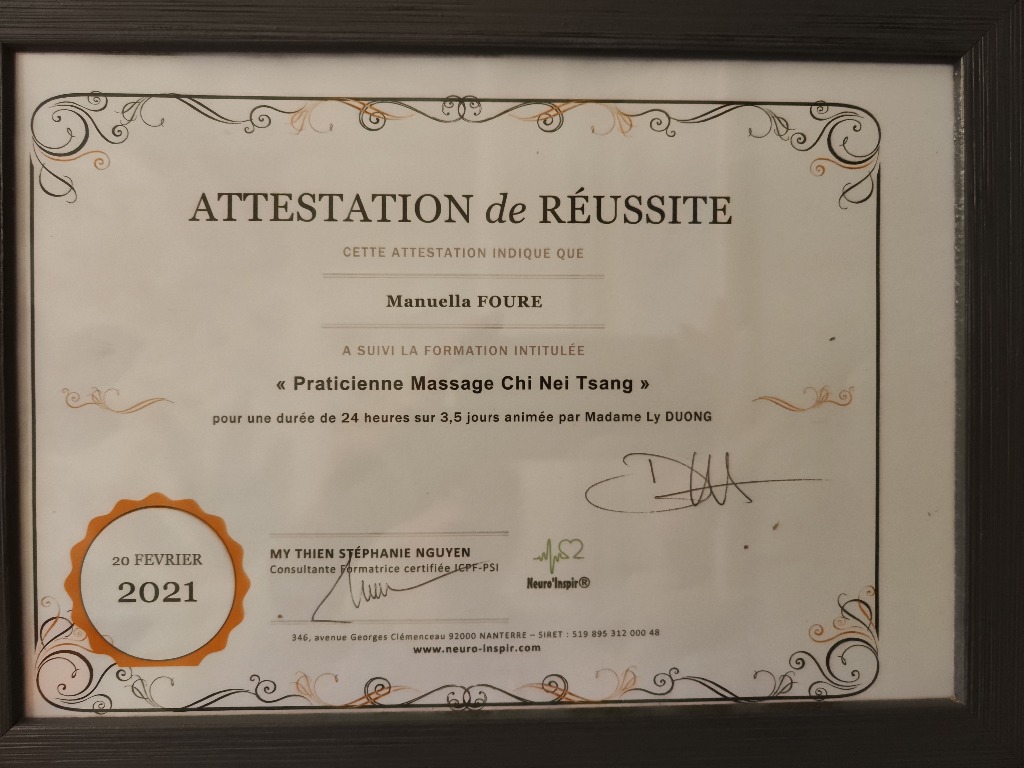 ATTESTATION de RÉUSSITE
CETTE ATTESTATION INDIQUE QUE
Manuella FOURE
A SUIVI LA FORMATION INTITULÉE
« Praticienne Massage Chi Nei Tsang »
pour une durée de 24 heures sur 3,5 jours animée par Madame Ly DUONG
20 FEVRIER
2021
MY THIEN STÉPHANIE NGUYEN
Consultante Formatrice certifiée ICPF-PSI
Neuro'Inspir®
346, avenue Georges Clémenceau 92000 NANTERRE – SIRET : 519 895 312 000 48
www.neuro-inspir.com